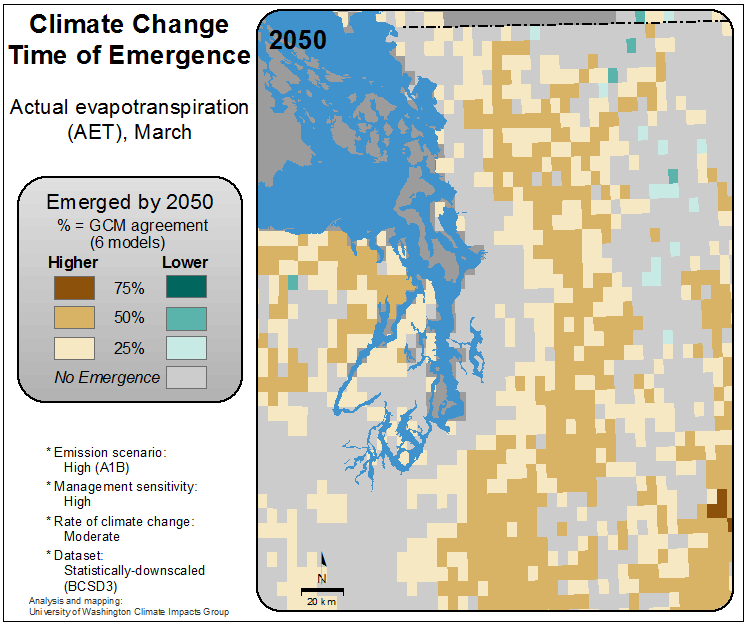 Climate Change
Time of Emergence
Actual evapotranspiration
(AET), March
Emerged by 2050
% = GCM agreement
(6 models)
Higher Lower
75%
50%
25%
No Emergence
* Emission scenario:
High (A1B)
* Management sensitivity:
High
* Rate of climate change:
Moderate
* Dataset:
Statistically-downscaled
(BCSD3)
Analysis and mapping:
University of Washington Climate Impacts Group
2050
N
20 km